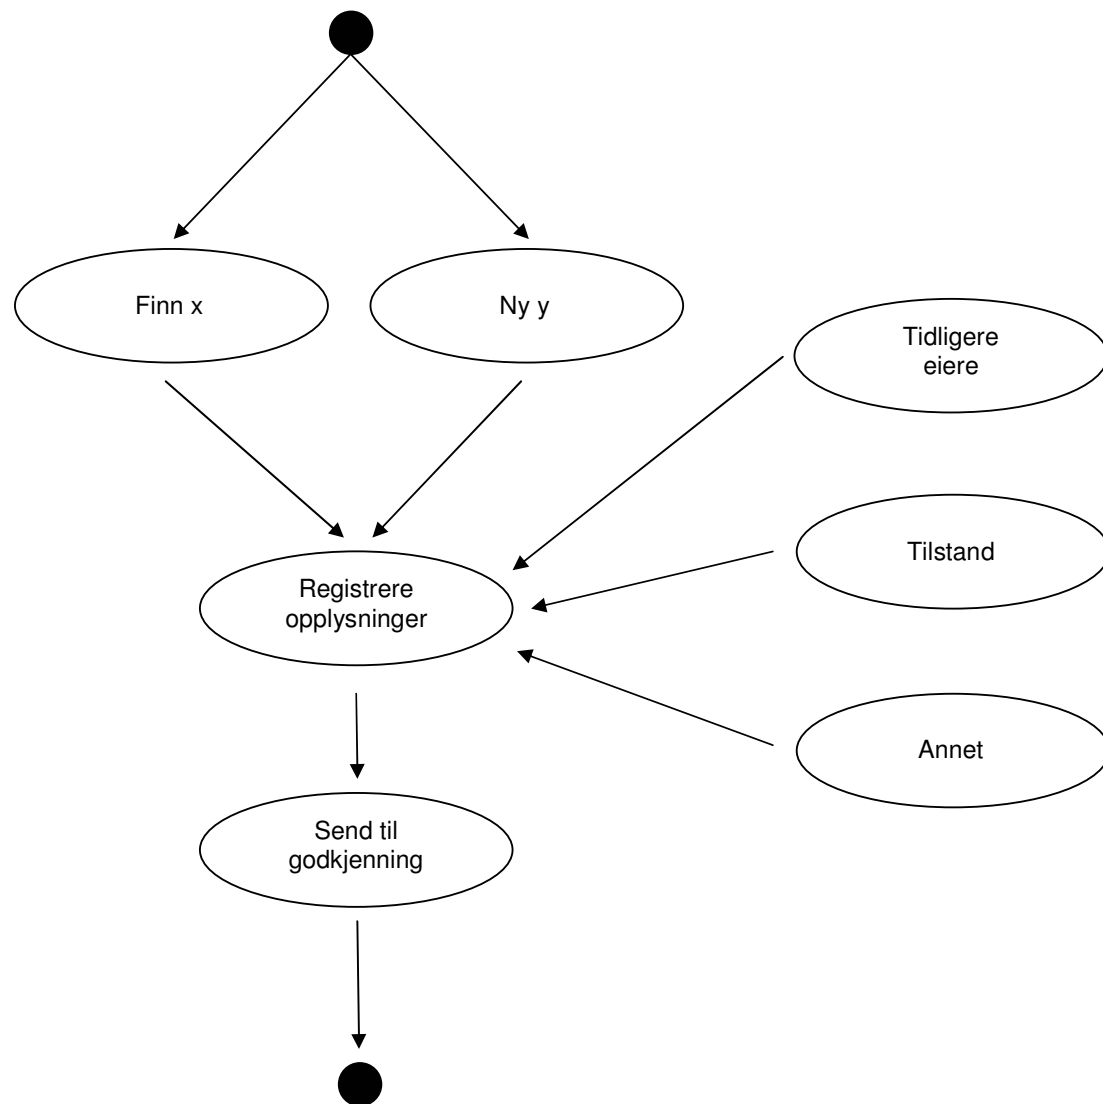 Finn x
Ny y
Tidligere
eiere
Tilstand
Registrere
opplysninger
Annet
Send til
godkjenning